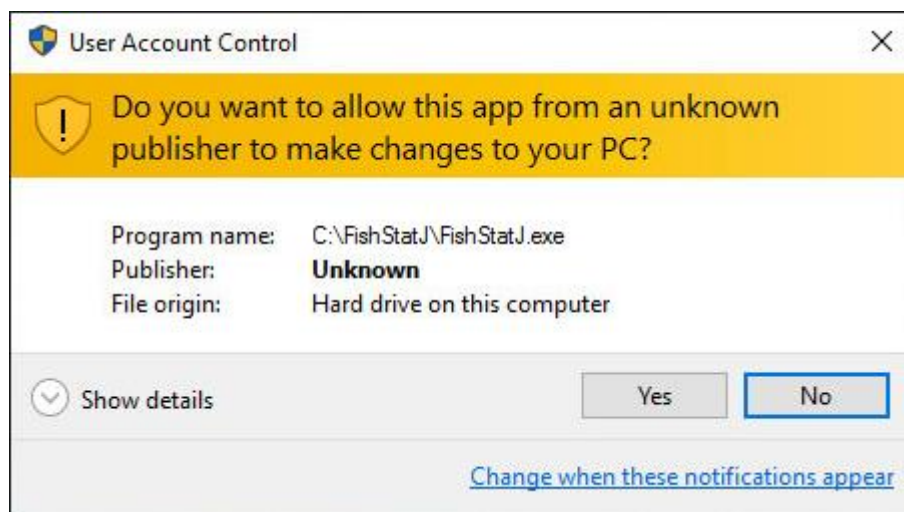 User Account Control
Do you want to allow this app from an unknown
publisher to make changes to your PC?
Program name: C:\FishStatJ\FishStatJ.exe
Publisher: Unknown
File origin: Hard drive on this computer
Show details Yes No
Change when these notifications appear